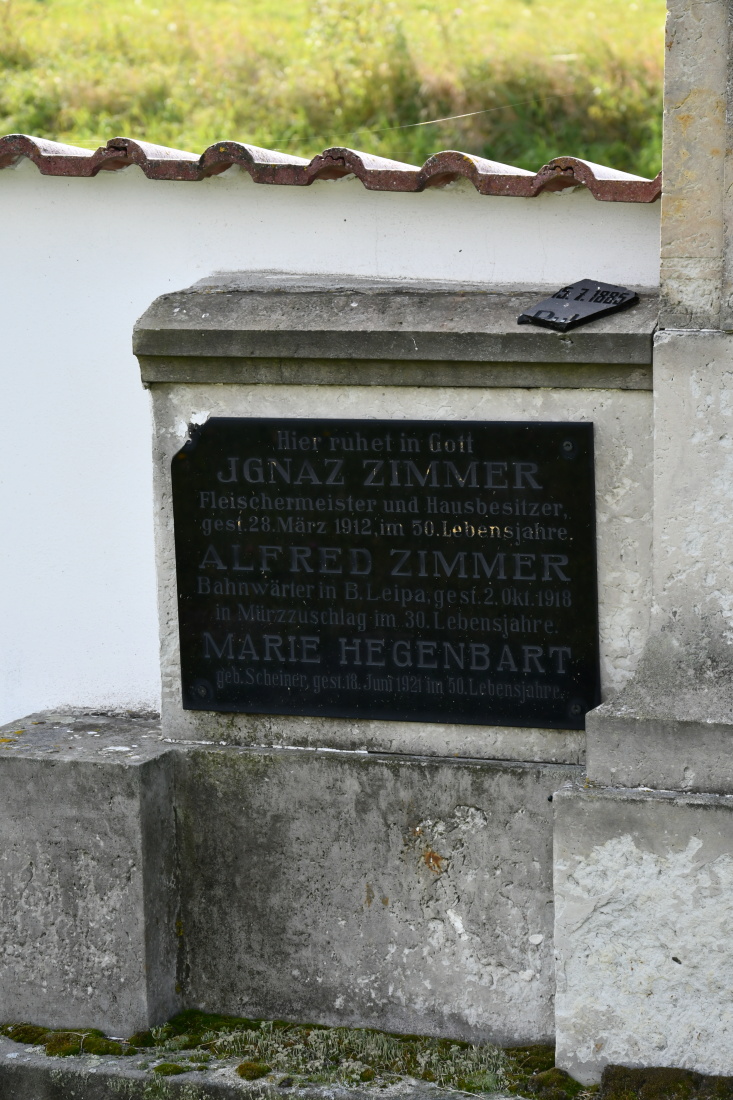 15. 7. 1885
Hier ruhet in Gott
JGNAZ ZIMMER
Fleischermeister und Hausbesitzer,
gest. 28. März 1912, im 50. Lebensjahre.
ALFRED ZIMMER
Bahnwärter in B. Leipa, gest. 2. Okt. 1918
in Mürzzuschlag im 30. Lebensjahre.
MARIE HEGENBART
geb. Scheiner, gest. 18. Juni 1921 im 50. Lebensjahre.